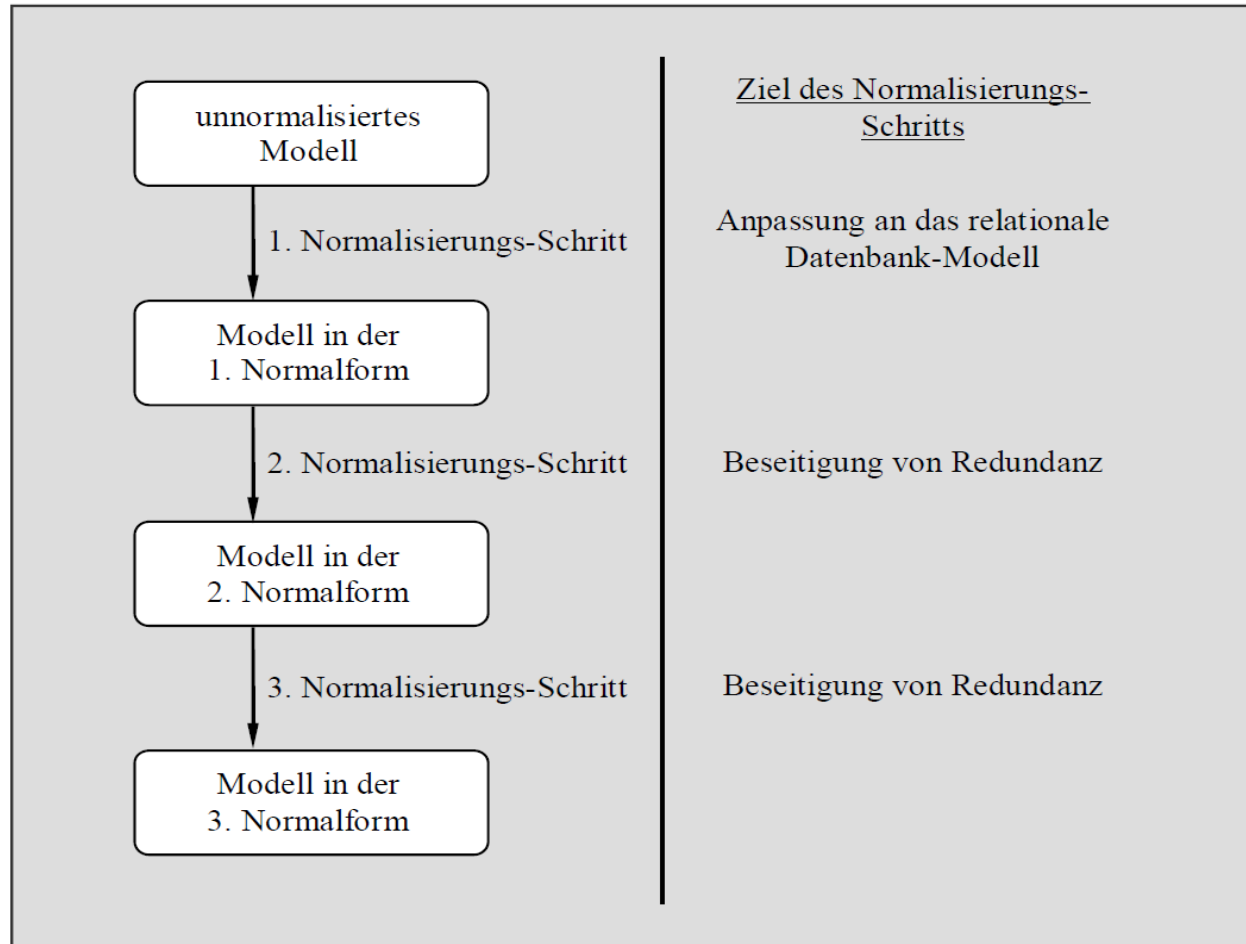 unnormalisiertes
Modell
Ziel des Normalisierungs-
Schritts
1. Normalisierungs-Schritt
Anpassung an das relationale
Datenbank-Modell
Modell in der
1. Normalform
2. Normalisierungs-Schritt
Beseitigung von Redundanz
Modell in der
2. Normalform
3. Normalisierungs-Schritt
Beseitigung von Redundanz
Modell in der
3. Normalform